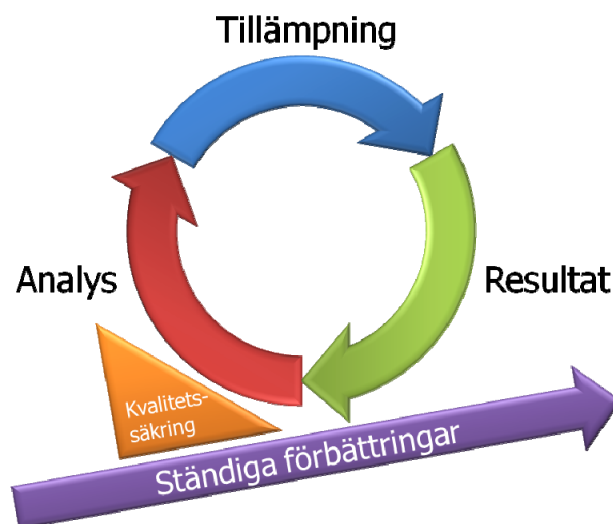 Tillämpning
Analys
Resultat
Kvalitets-
säkring
Ständiga förbättringar